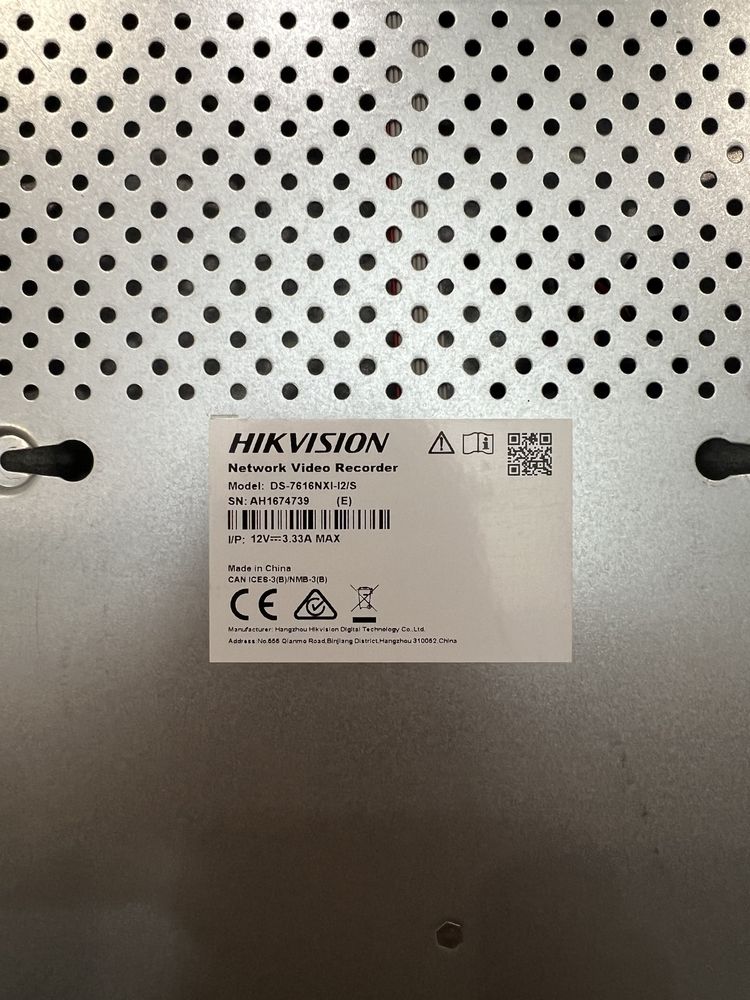 HIKVISION
Network Video Recorder
Model: DS-7616NXI-I2/S
SN: AH1674739 (E)
I/P: 12V⎓3.33A MAX
Made in China
CAN ICES-3(B)/NMB-3(B)
CE
Manufacturer: Hangzhou Hikvision Digital Technology Co.,Ltd.
Address:No.555 Qianmo Road,Binjiang District,Hangzhou 310052,China